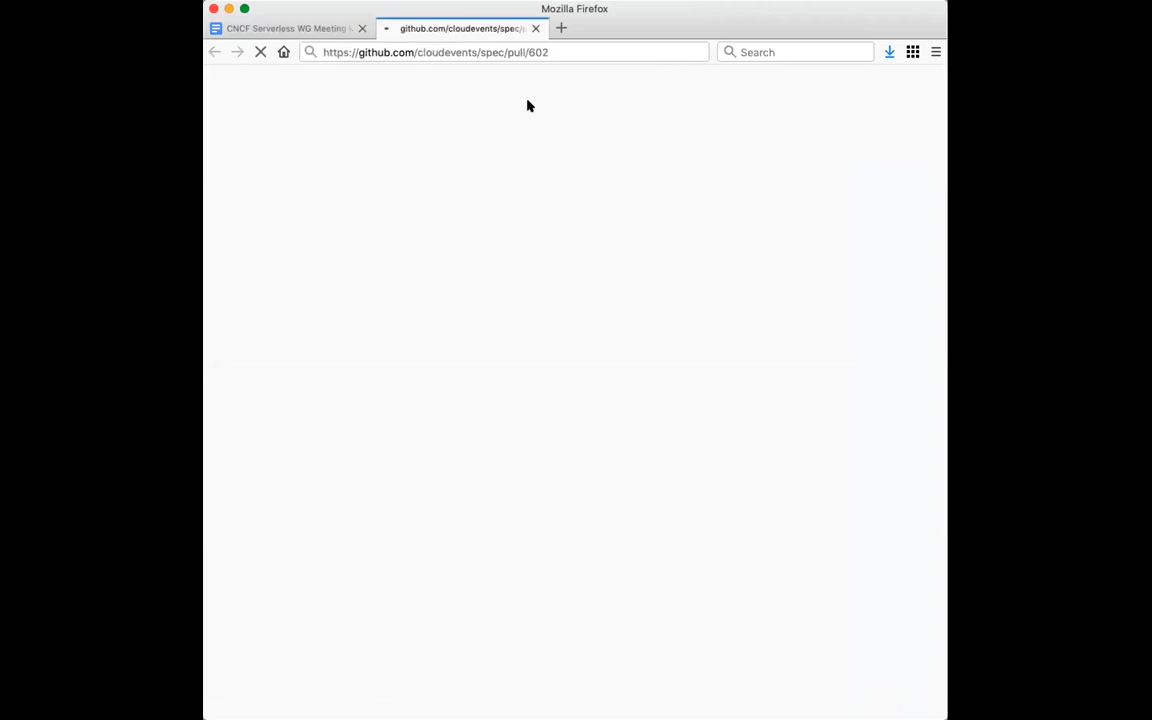 Mozilla Firefox
CNCF Serverless WG Meeting
github.com/cloudevents/spec/
https://github.com/cloudevents/spec/pull/602
Search